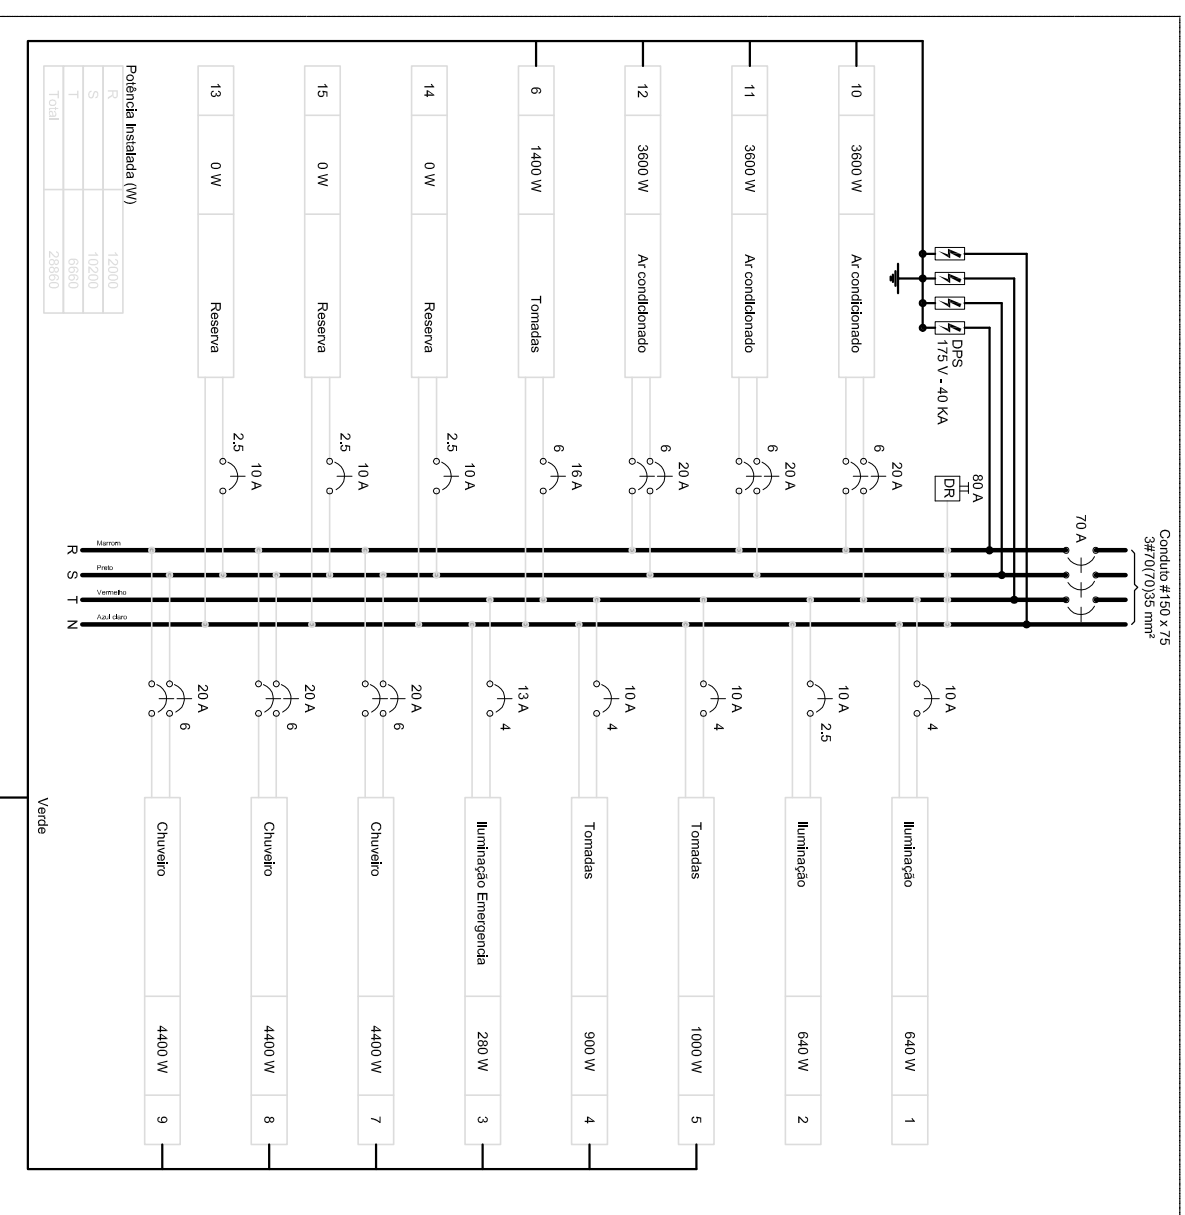 Conduto #150 x 75
3#70(70)35 mm²
70 A
DPS
175 V - 40 KA
80 A
DR
10 A
4
Iluminação 640 W 1
20 A
6
10 3600 W Ar condicionado
10 A
2.5
Iluminação 640 W 2
20 A
6
11 3600 W Ar condicionado
10 A
4
Tomadas 1000 W 5
20 A
6
12 3600 W Ar condicionado
10 A
4
Tomadas 900 W 4
16 A
6
6 1400 W Tomadas
13 A
4
Iluminação Emergencia 280 W 3
10 A
2.5
14 0 W Reserva
20 A
6
Chuveiro 4400 W 7
10 A
2.5
15 0 W Reserva
20 A
6
Chuveiro 4400 W 8
10 A
2.5
13 0 W Reserva
20 A
6
Chuveiro 4400 W 9
Marrom
Preto
Vermelho
Azul claro
R
S
T
N
Potência Instalada (W)
R 12000
S 10200
T 6660
Total 28860
Verde